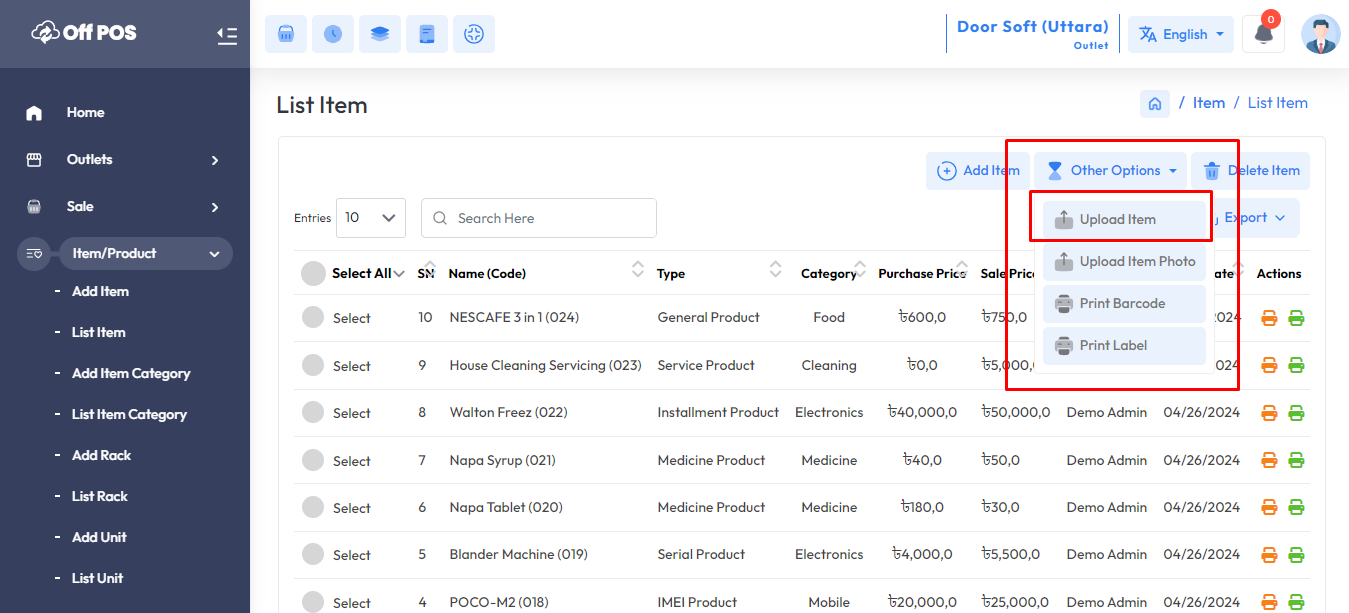 Off POS
Door Soft (Uttara)
Outlet
English
0
Home
Outlets
Sale
Item/Product
Add Item
List Item
Add Item Category
List Item Category
Add Rack
List Rack
Add Unit
List Unit
List Item
/ Item / List Item
Add Item
Other Options
Delete Item
Entries
10
Search Here
Export
Upload Item
Upload Item Photo
Print Barcode
Print Label
Select All SN Name (Code) Type Category Purchase Price Sale Price Actions
Select 10 NESCAFE 3 in 1 (024) General Product Food ৳600,0 ৳750,0
Select 9 House Cleaning Servicing (023) Service Product Cleaning ৳0,0 ৳5,000,
Select 8 Walton Freez (022) Installment Product Electronics ৳40,000,0 ৳50,000,0 Demo Admin 04/26/2024
Select 7 Napa Syrup (021) Medicine Product Medicine ৳40,0 ৳50,0 Demo Admin 04/26/2024
Select 6 Napa Tablet (020) Medicine Product Medicine ৳180,0 ৳30,0 Demo Admin 04/26/2024
Select 5 Blander Machine (019) Serial Product Electronics ৳4,000,0 ৳5,500,0 Demo Admin 04/26/2024
Select 4 POCO-M2 (018) IMEI Product Mobile ৳20,000,0 ৳25,000,0 Demo Admin 04/26/2024